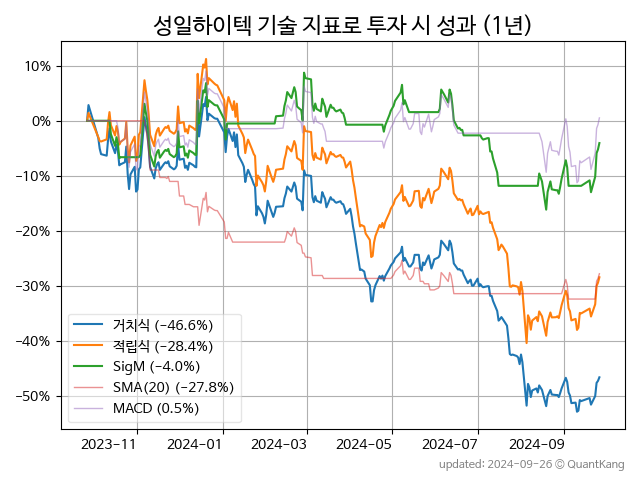 성일하이텍 기술 지표로 투자 시 성과 (1년)
10%
0%
−10%
−20%
−30%
−40%
−50%
거치식 (−46.6%)
적립식 (−28.4%)
SigM (−4.0%)
SMA(20) (−27.8%)
MACD (0.5%)
2023-11
2024-01
2024-03
2024-05
2024-07
2024-09
updated: 2024-09-26 © QuantKang